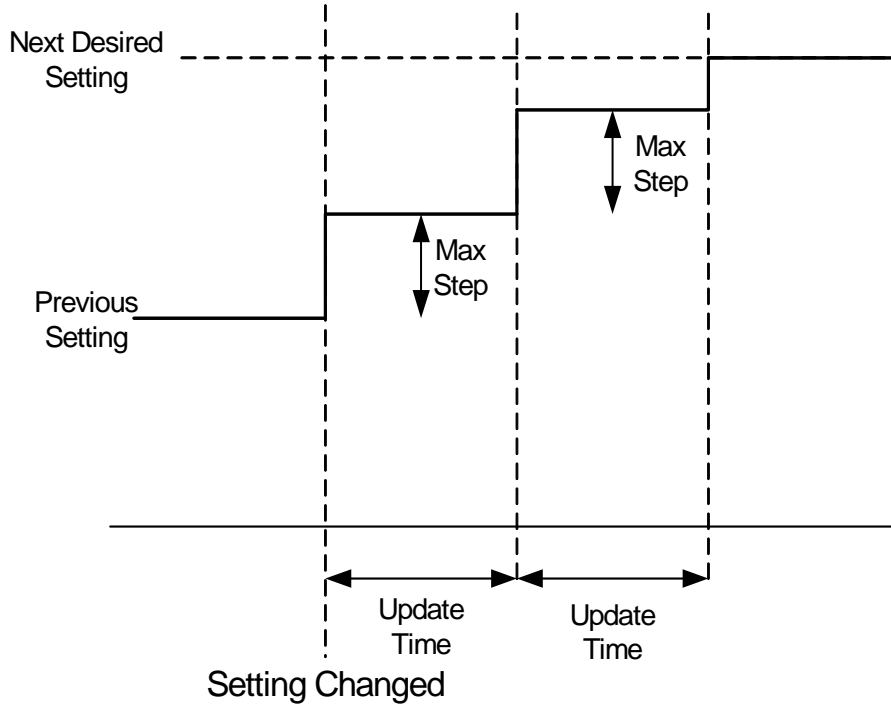 Next Desired
Setting
Max
Step
Max
Step
Previous
Setting
Update
Time
Update
Time
Setting Changed